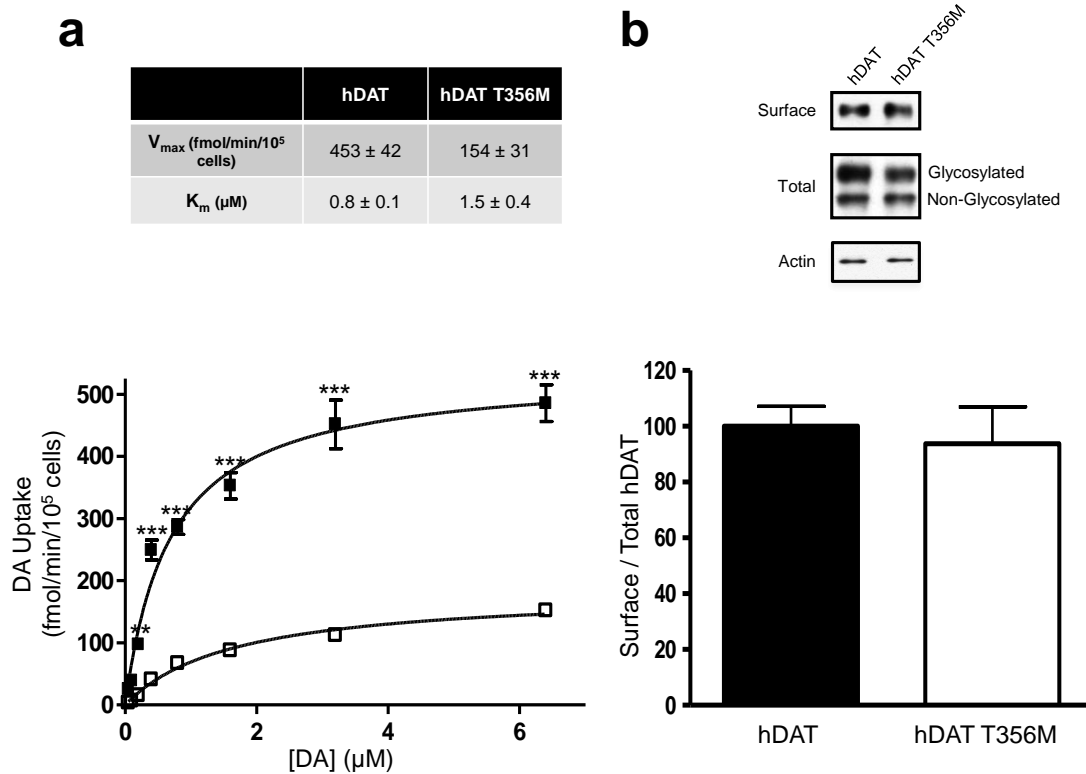 a
hDAT
hDAT T356M
Vmax (fmol/min/10⁵
cells)
453 ± 42
154 ± 31
Km (µM)
0.8 ± 0.1
1.5 ± 0.4
DA Uptake
(fmol/min/10⁵ cells)
500
400
300
200
100
0
**
***
***
***
***
***
0
2
4
6
[DA] (µM)
b
hDAT
hDAT T356M
Surface
Total
Glycosylated
Non-Glycosylated
Actin
Surface / Total hDAT
120
100
80
60
40
20
0
hDAT
hDAT T356M